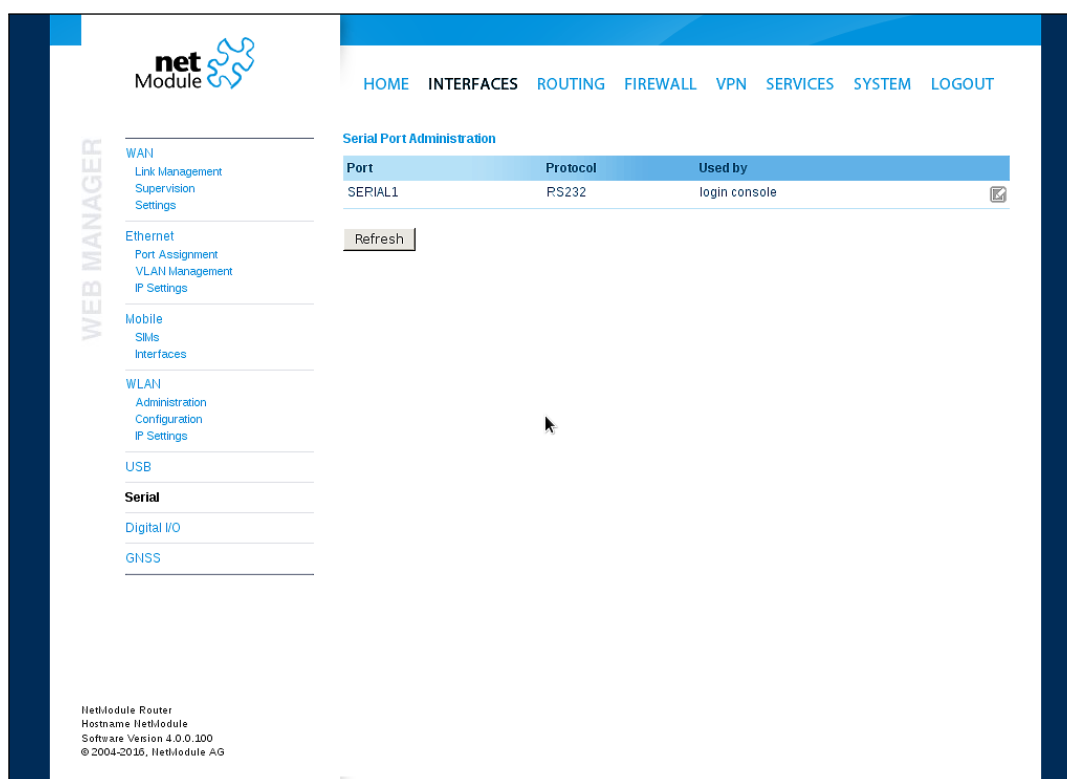 net
Module
HOME INTERFACES ROUTING FIREWALL VPN SERVICES SYSTEM LOGOUT
WEB MANAGER
WAN
Link Management
Supervision
Settings
Ethernet
Port Assignment
VLAN Management
IP Settings
Mobile
SIMs
Interfaces
WLAN
Administration
Configuration
IP Settings
USB
Serial
Digital I/O
GNSS
Serial Port Administration
Port Protocol Used by
SERIAL1 RS232 login console
Refresh
NetModule Router
Hostname NetModule
Software Version 4.0.0.100
© 2004-2016, NetModule AG